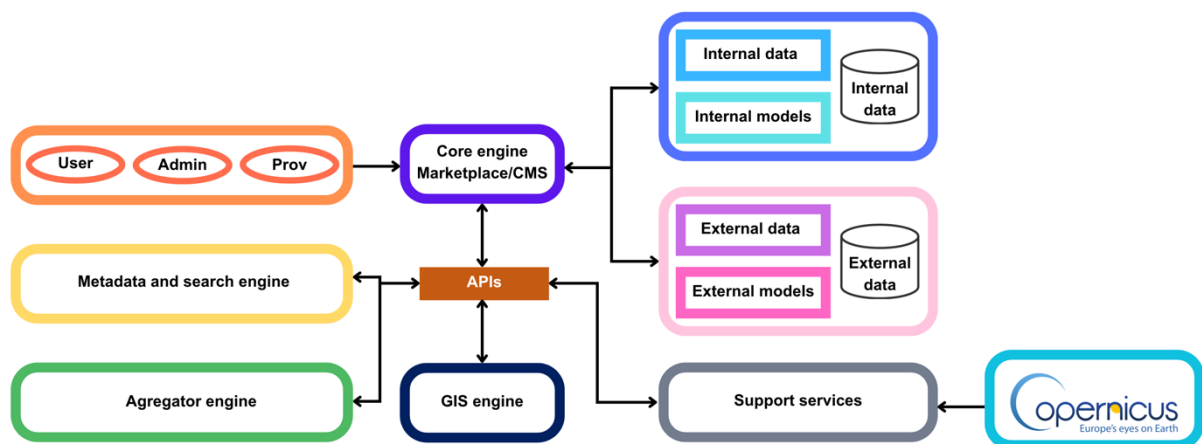 User
Admin
Prov
Core engine
Marketplace/CMS
Internal data
Internal models
Internal
data
Metadata and search engine
APIs
External data
External models
External
data
Agregator engine
GIS engine
Support services
Copernicus
Europe's eyes on Earth